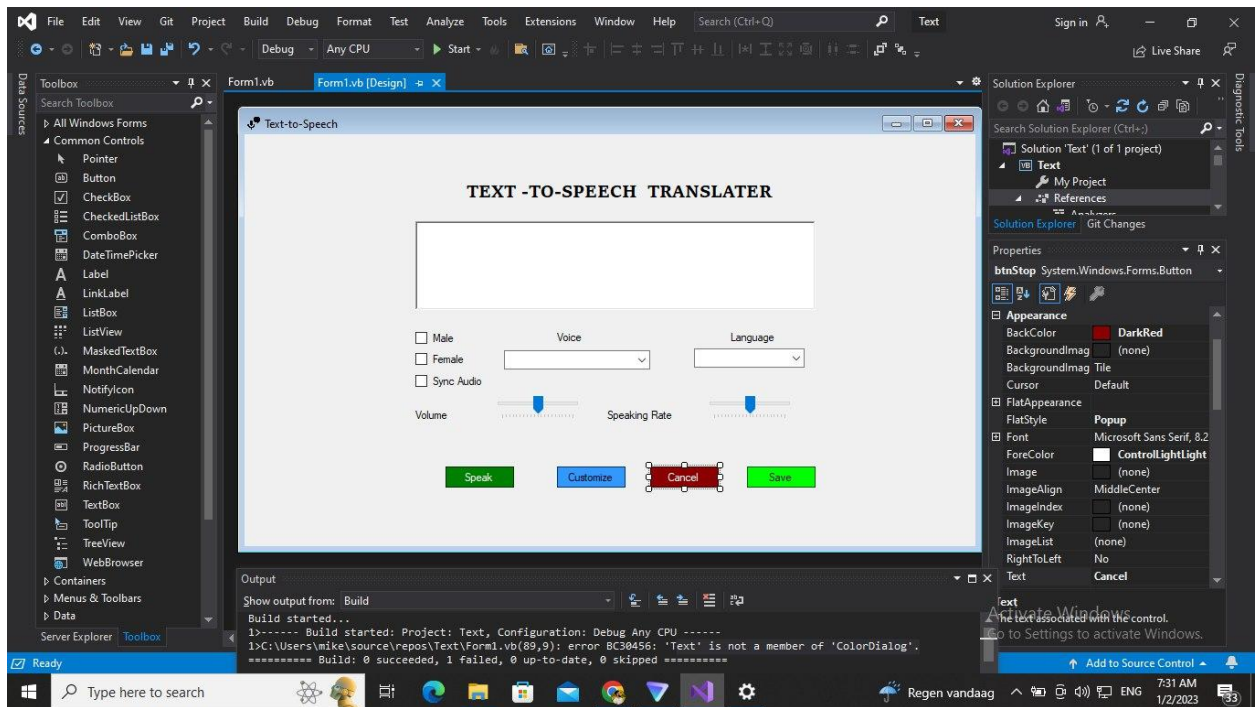 File Edit View Git Project Build Debug Format Test Analyze Tools Extensions Window Help Search (Ctrl+Q) Text Sign in
Debug Any CPU Start Live Share
Data Sources
Toolbox
Search Toolbox
All Windows Forms
Common Controls
Pointer
Button
CheckBox
CheckedListBox
ComboBox
DateTimePicker
Label
LinkLabel
ListBox
ListView
MaskedTextBox
MonthCalendar
NotifyIcon
NumericUpDown
PictureBox
ProgressBar
RadioButton
RichTextBox
TextBox
ToolTip
TreeView
WebBrowser
Containers
Menus & Toolbars
Data
Server Explorer Toolbox
Form1.vb Form1.vb [Design]
Text-to-Speech
TEXT -TO-SPEECH TRANSLATER
Male Voice Language
Female
Sync Audio
Volume Speaking Rate
Speak Customize Cancel Save
Output
Show output from: Build
Build started...
1>------ Build started: Project: Text, Configuration: Debug Any CPU ------
1>C:\Users\mike\source\repos\Text\Form1.vb(89,9): error BC30456: 'Text' is not a member of 'ColorDialog'.
========== Build: 0 succeeded, 1 failed, 0 up-to-date, 0 skipped ==========
Solution Explorer
Search Solution Explorer (Ctrl+;)
Solution 'Text' (1 of 1 project)
VB Text
My Project
References
Analyzers
Solution Explorer Git Changes
Properties
btnStop System.Windows.Forms.Button
Appearance
BackColor DarkRed
BackgroundImag (none)
BackgroundImag Tile
Cursor Default
FlatAppearance
FlatStyle Popup
Font Microsoft Sans Serif, 8.2
ForeColor ControlLightLight
Image (none)
ImageAlign MiddleCenter
ImageIndex (none)
ImageKey (none)
ImageList (none)
RightToLeft No
Text Cancel
Text
The text associated with the control.
Activate Windows
Go to Settings to activate Windows.
Diagnostic Tools
Ready Add to Source Control
Type here to search Regen vandaag ENG 7:31 AM
1/2/2023 33